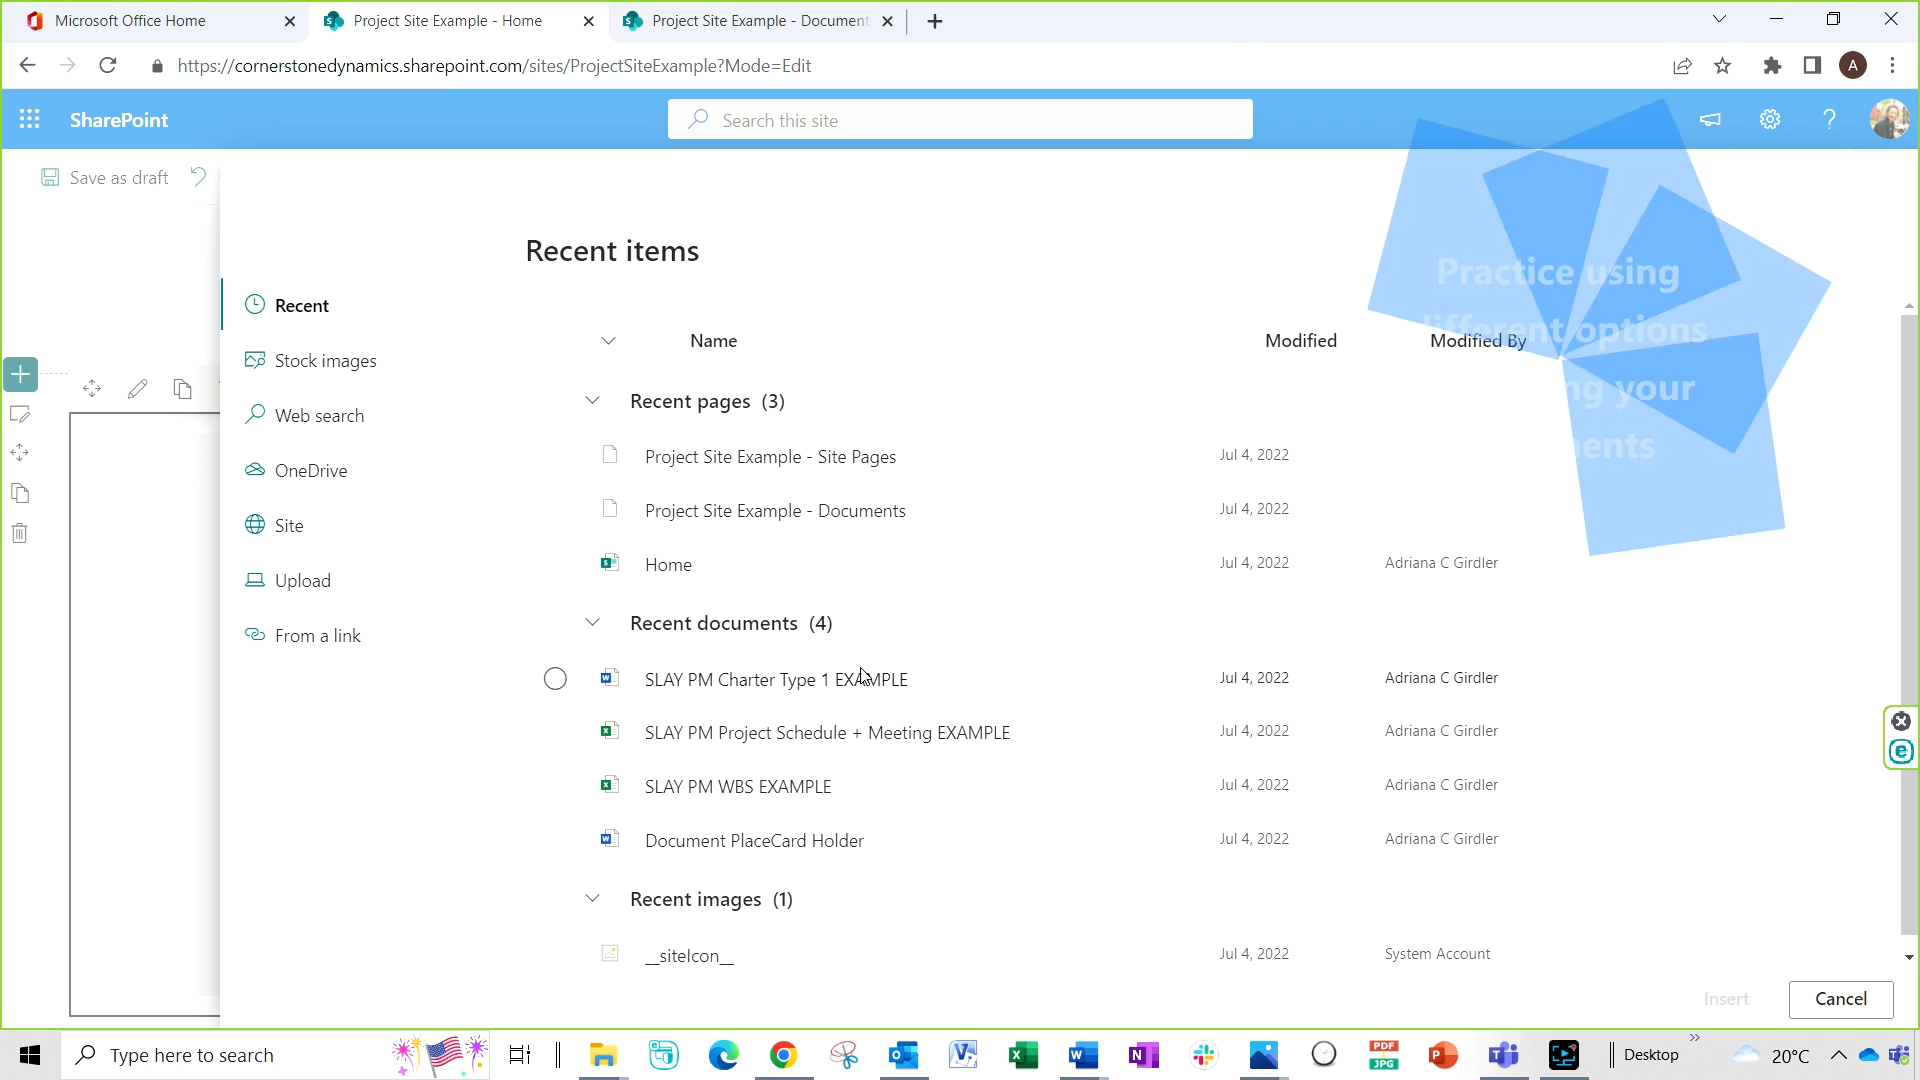 Microsoft Office Home
Project Site Example - Home
Project Site Example - Document
https://cornerstonedynamics.sharepoint.com/sites/ProjectSiteExample?Mode=Edit
A
SharePoint
Search this site
Save as draft
Recent items
Practice using
different options
ng your
ents
Recent
Stock images
Web search
OneDrive
Site
Upload
From a link
Name Modified Modified By
Recent pages (3)
Project Site Example - Site Pages Jul 4, 2022
Project Site Example - Documents Jul 4, 2022
Home Jul 4, 2022 Adriana C Girdler
Recent documents (4)
SLAY PM Charter Type 1 EXAMPLE Jul 4, 2022 Adriana C Girdler
SLAY PM Project Schedule + Meeting EXAMPLE Jul 4, 2022 Adriana C Girdler
SLAY PM WBS EXAMPLE Jul 4, 2022 Adriana C Girdler
Document PlaceCard Holder Jul 4, 2022 Adriana C Girdler
Recent images (1)
__siteIcon__ Jul 4, 2022 System Account
Insert Cancel
Type here to search
PDF
JPG
Desktop
20°C